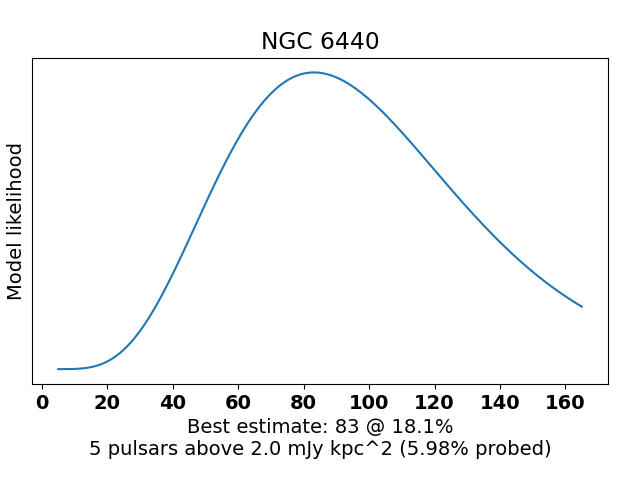 NGC 6440
Model likelihood
0 20 40 60 80 100 120 140 160
Best estimate: 83 @ 18.1%
5 pulsars above 2.0 mJy kpc^2 (5.98% probed)